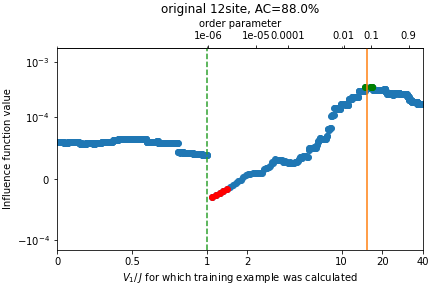 original 12site, AC=88.0%
order parameter
1e-06 1e-05 0.0001 0.01 0.1 0.9
10⁻³
10⁻⁴
0
−10⁻⁴
Influence function value
0 0.5 1 2 10 20 40
V₁/J for which training example was calculated